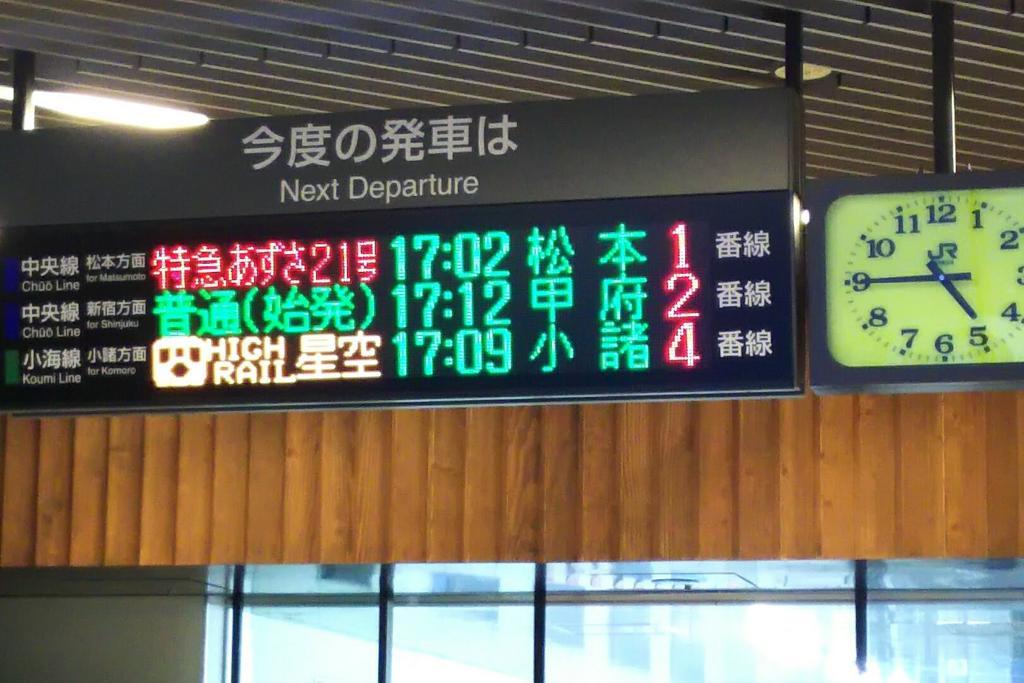 今度の発車は
Next Departure
中央線 松本方面 特急あずさ21号 17:02 松本 1 番線
Chūō Line for Matsumoto
中央線 新宿方面 普通(始発) 17:12 甲府 2 番線
Chūō Line for Shinjuku
小海線 小諸方面 HIGH RAIL 星空 17:09 小諸 4 番線
Koumi Line for Komoro
12 1 2 3 4 5 6 7 8 9 10 11
JR